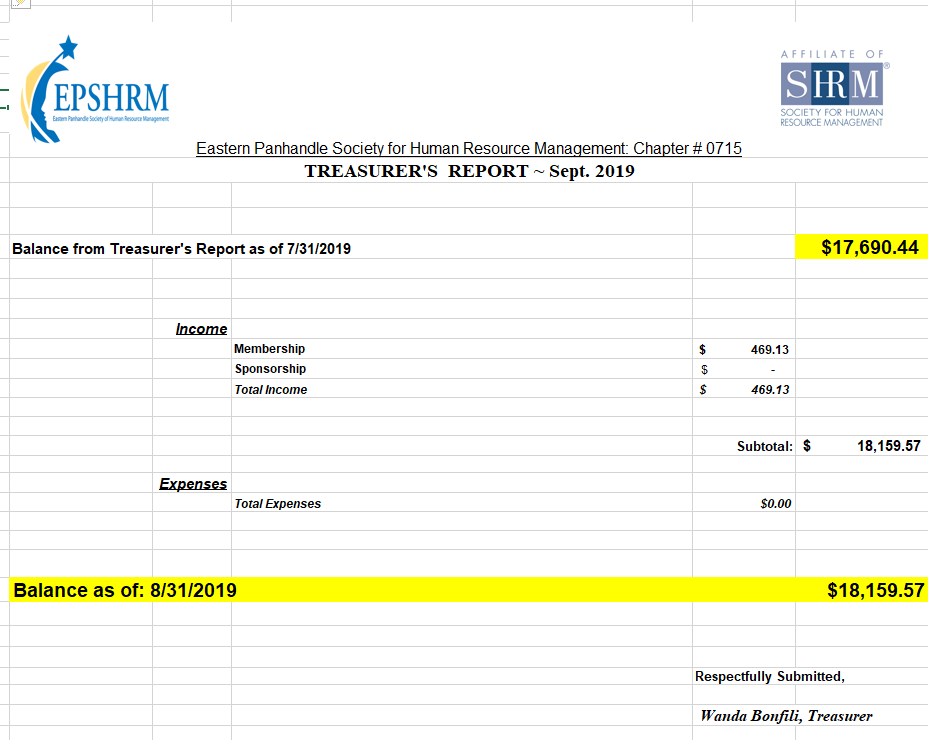 AFFILIATE OF
SHRM®
SOCIETY FOR HUMAN
RESOURCE MANAGEMENT
EPSHRM
Eastern Panhandle Society of Human Resource Management
Eastern Panhandle Society for Human Resource Management: Chapter # 0715
TREASURER'S REPORT ~ Sept. 2019
Balance from Treasurer's Report as of 7/31/2019 $17,690.44
Income
Membership $ 469.13
Sponsorship $ -
Total Income $ 469.13
Subtotal: $ 18,159.57
Expenses
Total Expenses $0.00
Balance as of: 8/31/2019 $18,159.57
Respectfully Submitted,
Wanda Bonfili, Treasurer